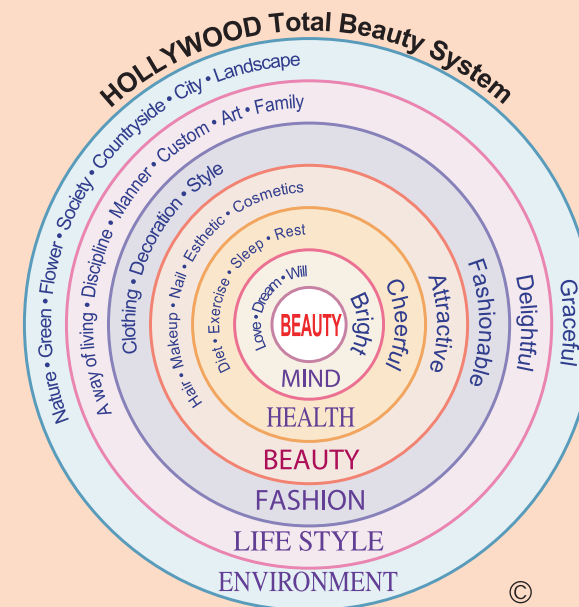 HOLLYWOOD Total Beauty System
Nature • Green • Flower • Society • Countryside • City • Landscape
A way of living • Discipline • Manner • Custom • Art • Family
Clothing • Decoration • Style
Hair • Makeup • Nail • Esthetic • Cosmetics
Diet • Exercise • Sleep • Rest
Love • Dream • Will
BEAUTY
Bright
Cheerful
Attractive
Fashionable
Delightful
Graceful
MIND
HEALTH
BEAUTY
FASHION
LIFE STYLE
ENVIRONMENT
©